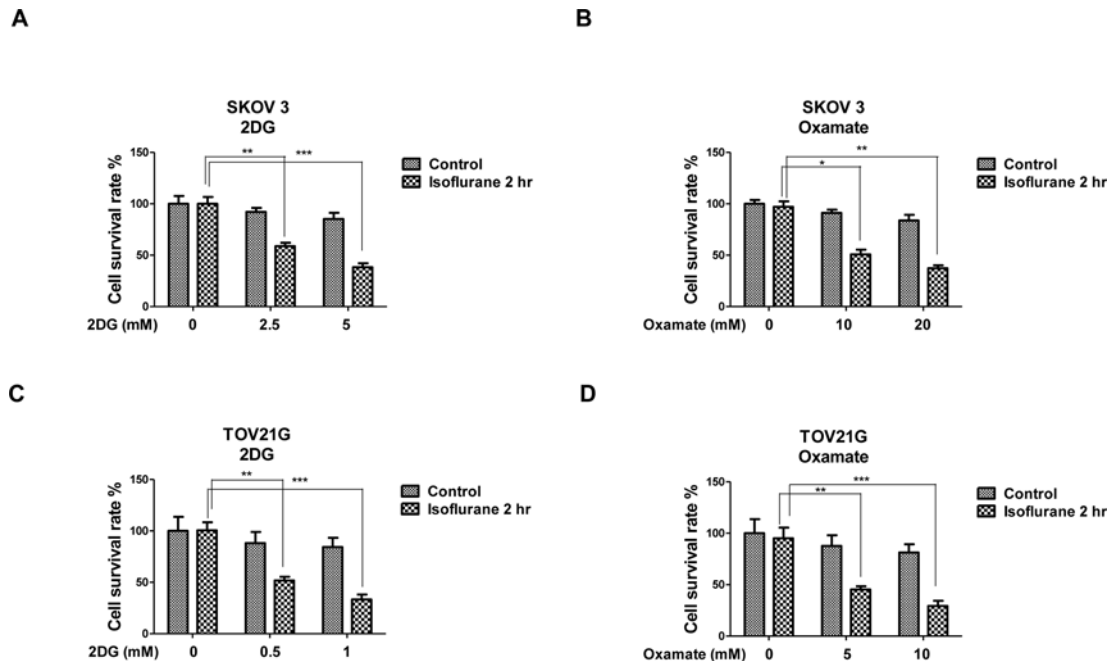 A
SKOV 3
2DG
** ***
Cell survival rate %
150
100
50
0
Control
Isoflurane 2 hr
2DG (mM) 0 2.5 5
B
SKOV 3
Oxamate
**
*
Cell survival rate %
150
100
50
0
Control
Isoflurane 2 hr
Oxamate (mM) 0 10 20
C
TOV21G
2DG
**
***
Cell survival rate %
150
100
50
0
Control
Isoflurane 2 hr
2DG (mM) 0 0.5 1
D
TOV21G
Oxamate
***
**
Cell survival rate %
150
100
50
0
Control
Isoflurane 2 hr
Oxamate (mM) 0 5 10